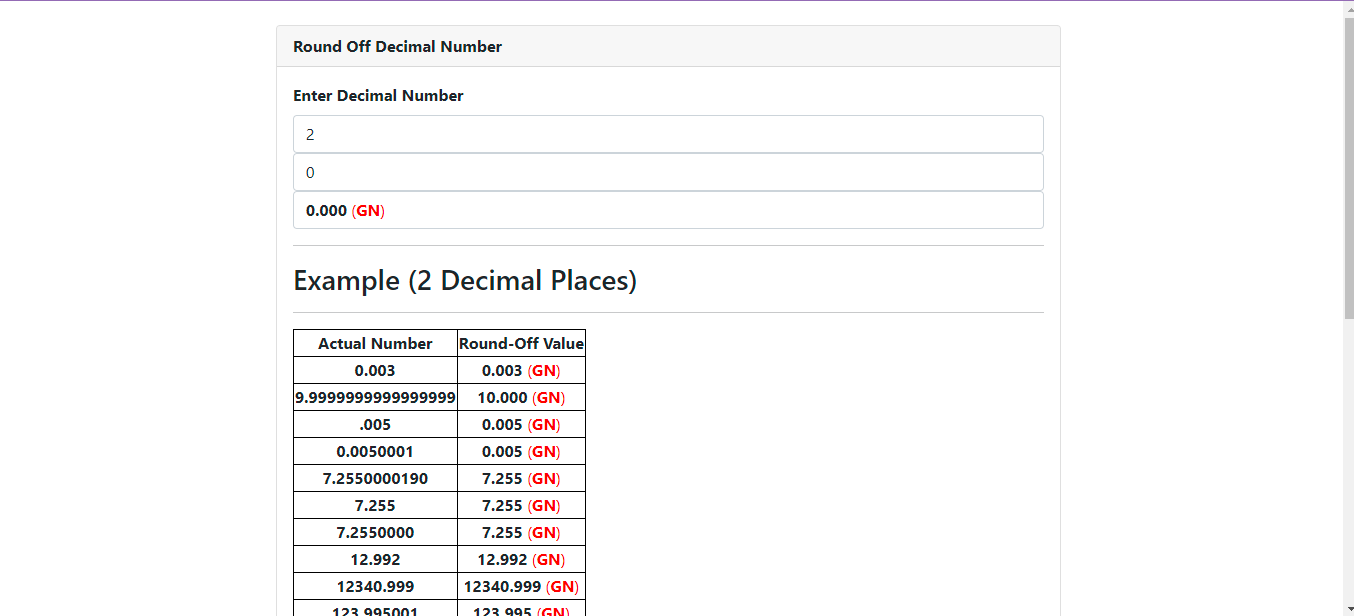 Round Off Decimal Number
Enter Decimal Number
2
0
0.000 (GN)
Example (2 Decimal Places)
Actual Number Round-Off Value
0.003 0.003 (GN)
9.9999999999999999 10.000 (GN)
.005 0.005 (GN)
0.0050001 0.005 (GN)
7.2550000190 7.255 (GN)
7.255 7.255 (GN)
7.2550000 7.255 (GN)
12.992 12.992 (GN)
12340.999 12340.999 (GN)
123.995001 123.995 (GN)